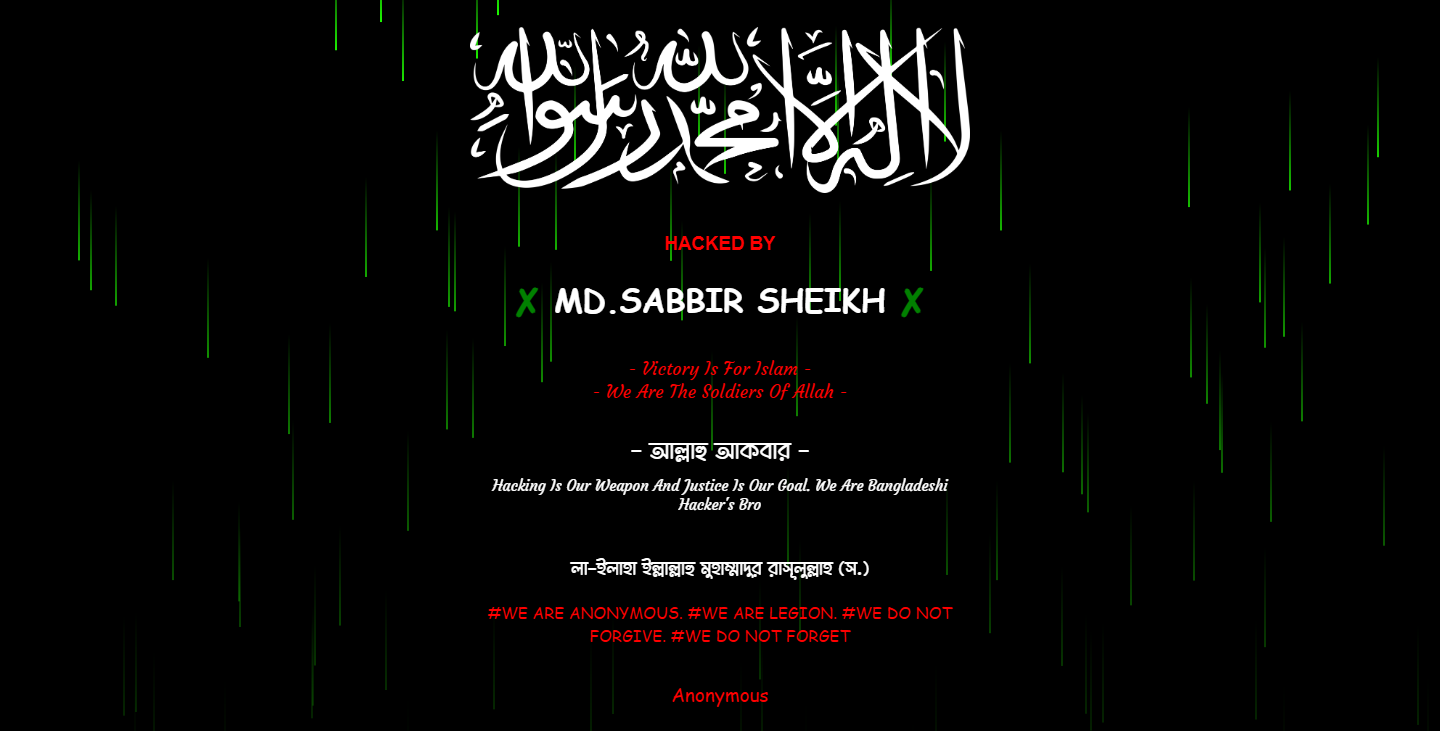 لا إله إلا الله محمد رسول الله
HACKED BY
✘ MD.SABBIR SHEIKH ✘
- Victory Is For Islam -
- We Are The Soldiers Of Allah -
- আল্লাহু আকবার -
Hacking Is Our Weapon And Justice Is Our Goal. We Are Bangladeshi
Hacker's Bro
লা-ইলাহা ইল্লাল্লাহু মুহাম্মাদুর রাসূলুল্লাহ (স.)
#WE ARE ANONYMOUS. #WE ARE LEGION. #WE DO NOT
FORGIVE. #WE DO NOT FORGET
Anonymous